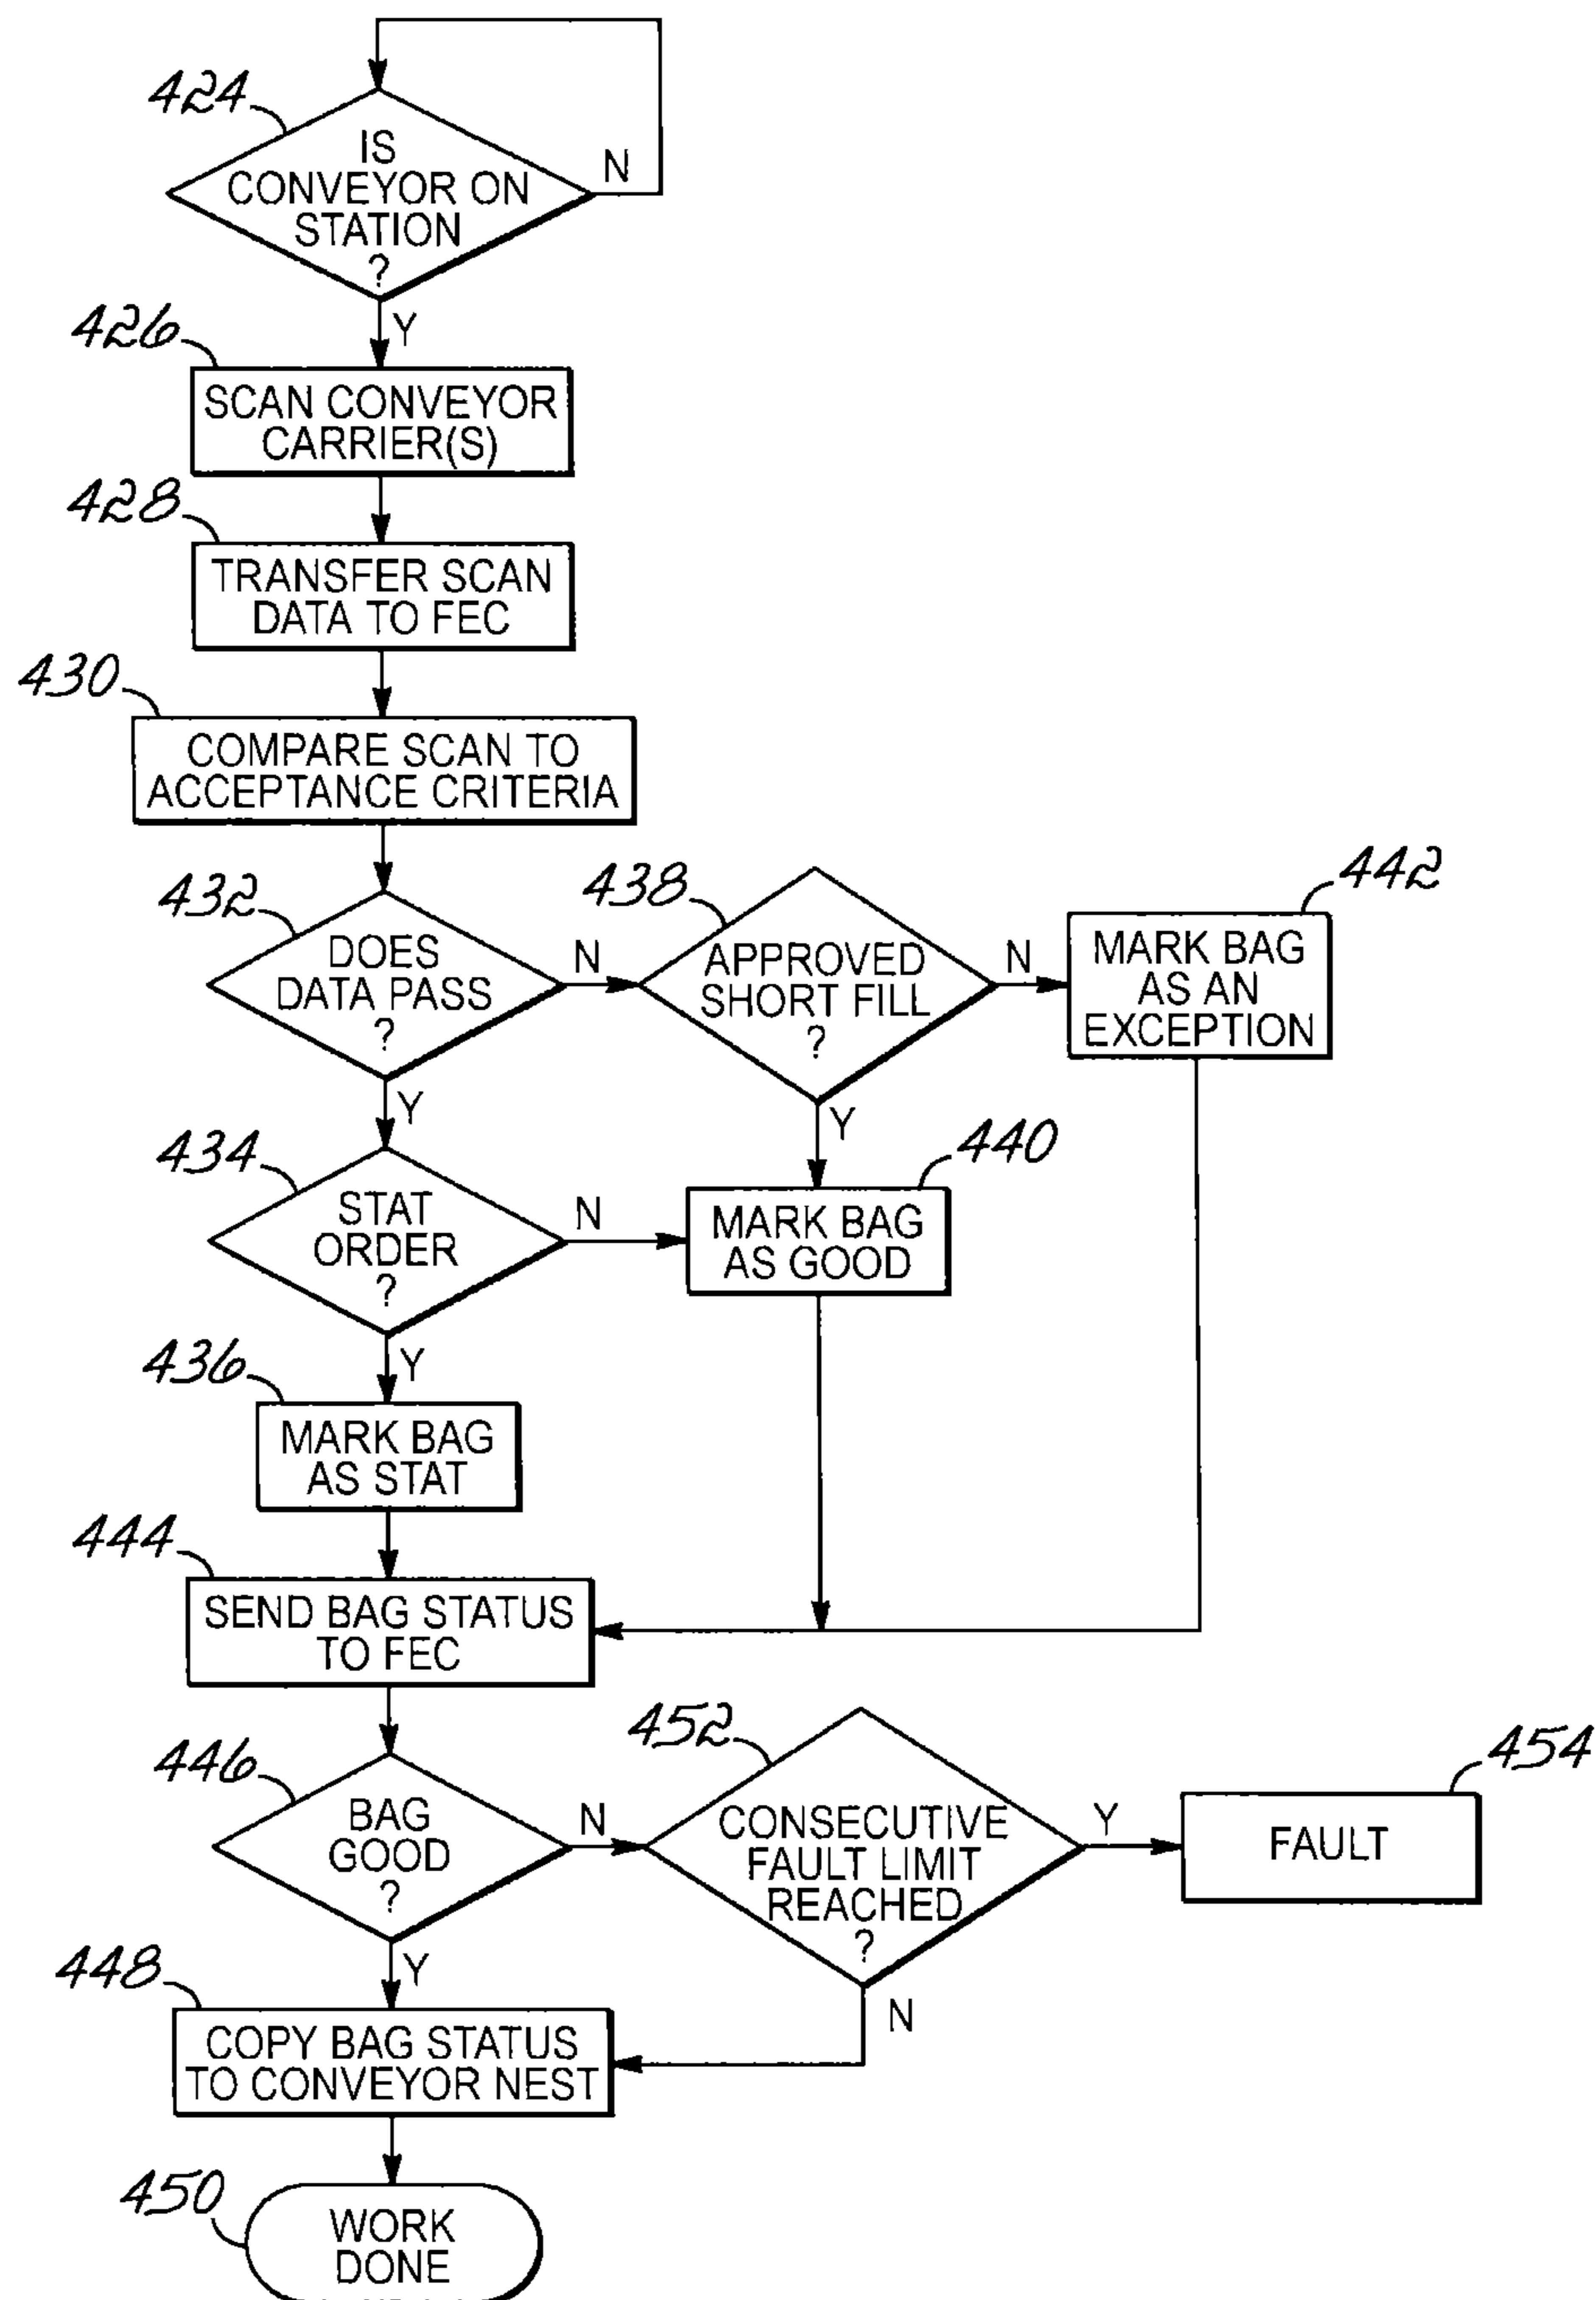 424
IS
CONVEYOR ON
STATION
?
N
Y
426
SCAN CONVEYOR
CARRIER(S)
428
TRANSFER SCAN
DATA TO FEC
430
COMPARE SCAN TO
ACCEPTANCE CRITERIA
432
DOES
DATA PASS
?
N
Y
438
APPROVED
SHORT FILL
?
N
Y
442
MARK BAG
AS AN
EXCEPTION
434
STAT
ORDER
?
N
Y
440
MARK BAG
AS GOOD
436
MARK BAG
AS STAT
444
SEND BAG STATUS
TO FEC
446
BAG
GOOD
?
N
Y
452
CONSECUTIVE
FAULT LIMIT
REACHED
?
Y
N
454
FAULT
448
COPY BAG STATUS
TO CONVEYOR NEST
450
WORK
DONE